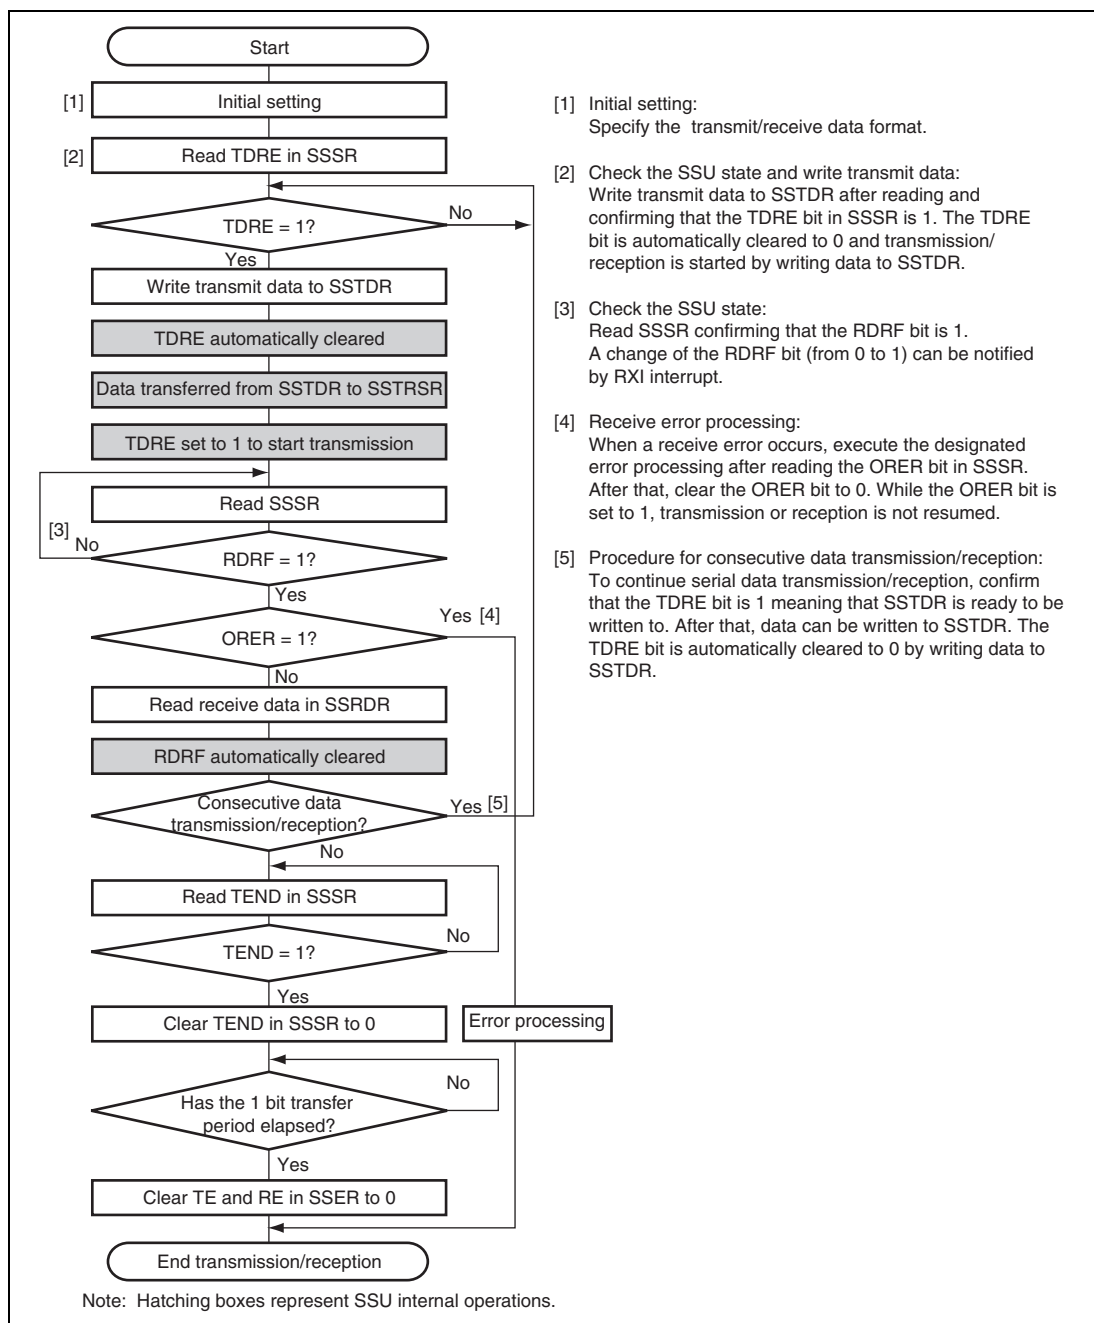 Start
[1] Initial setting
[2] Read TDRE in SSSR
TDRE = 1?
No
Yes
Write transmit data to SSTDR
TDRE automatically cleared
Data transferred from SSTDR to SSTRSR
TDRE set to 1 to start transmission
Read SSSR
[3]
No
RDRF = 1?
Yes
Yes [4]
ORER = 1?
No
Read receive data in SSRDR
RDRF automatically cleared
Consecutive data
transmission/reception?
Yes [5]
No
Read TEND in SSSR
No
TEND = 1?
Yes
Clear TEND in SSSR to 0
Error processing
No
Has the 1 bit transfer
period elapsed?
Yes
Clear TE and RE in SSER to 0
End transmission/reception
Note: Hatching boxes represent SSU internal operations.
[1] Initial setting:
Specify the transmit/receive data format.
[2] Check the SSU state and write transmit data:
Write transmit data to SSTDR after reading and
confirming that the TDRE bit in SSSR is 1. The TDRE
bit is automatically cleared to 0 and transmission/
reception is started by writing data to SSTDR.
[3] Check the SSU state:
Read SSSR confirming that the RDRF bit is 1.
A change of the RDRF bit (from 0 to 1) can be notified
by RXI interrupt.
[4] Receive error processing:
When a receive error occurs, execute the designated
error processing after reading the ORER bit in SSSR.
After that, clear the ORER bit to 0. While the ORER bit is
set to 1, transmission or reception is not resumed.
[5] Procedure for consecutive data transmission/reception:
To continue serial data transmission/reception, confirm
that the TDRE bit is 1 meaning that SSTDR is ready to be
written to. After that, data can be written to SSTDR. The
TDRE bit is automatically cleared to 0 by writing data to
SSTDR.